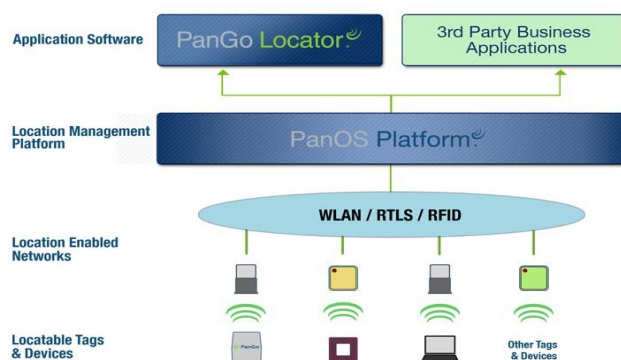 Application Software
PanGo Locator
3rd Party Business
Applications
Location Management
Platform
PanOS Platform
WLAN / RTLS / RFID
Location Enabled
Networks
Locatable Tags
& Devices
PanGo
Other Tags
& Devices